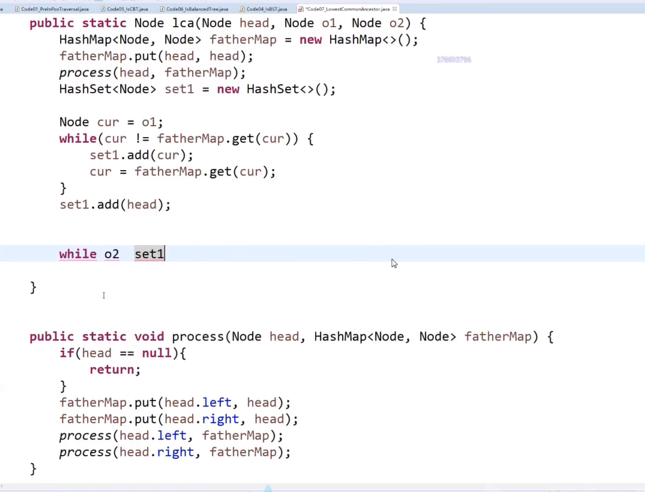 Code01_PreInPosTraversal.java Code03_IsCBT.java Code06_IsBalancedTree.java Code04_IsBST.java *Code07_LowestCommonAncestor.java
public static Node lca(Node head, Node o1, Node o2) {
HashMap<Node, Node> fatherMap = new HashMap<>();
fatherMap.put(head, head);
process(head, fatherMap);
HashSet<Node> set1 = new HashSet<>();
Node cur = o1;
while(cur != fatherMap.get(cur)) {
set1.add(cur);
cur = fatherMap.get(cur);
}
set1.add(head);
while o2  set1
}
public static void process(Node head, HashMap<Node, Node> fatherMap) {
if(head == null){
return;
}
fatherMap.put(head.left, head);
fatherMap.put(head.right, head);
process(head.left, fatherMap);
process(head.right, fatherMap);
}